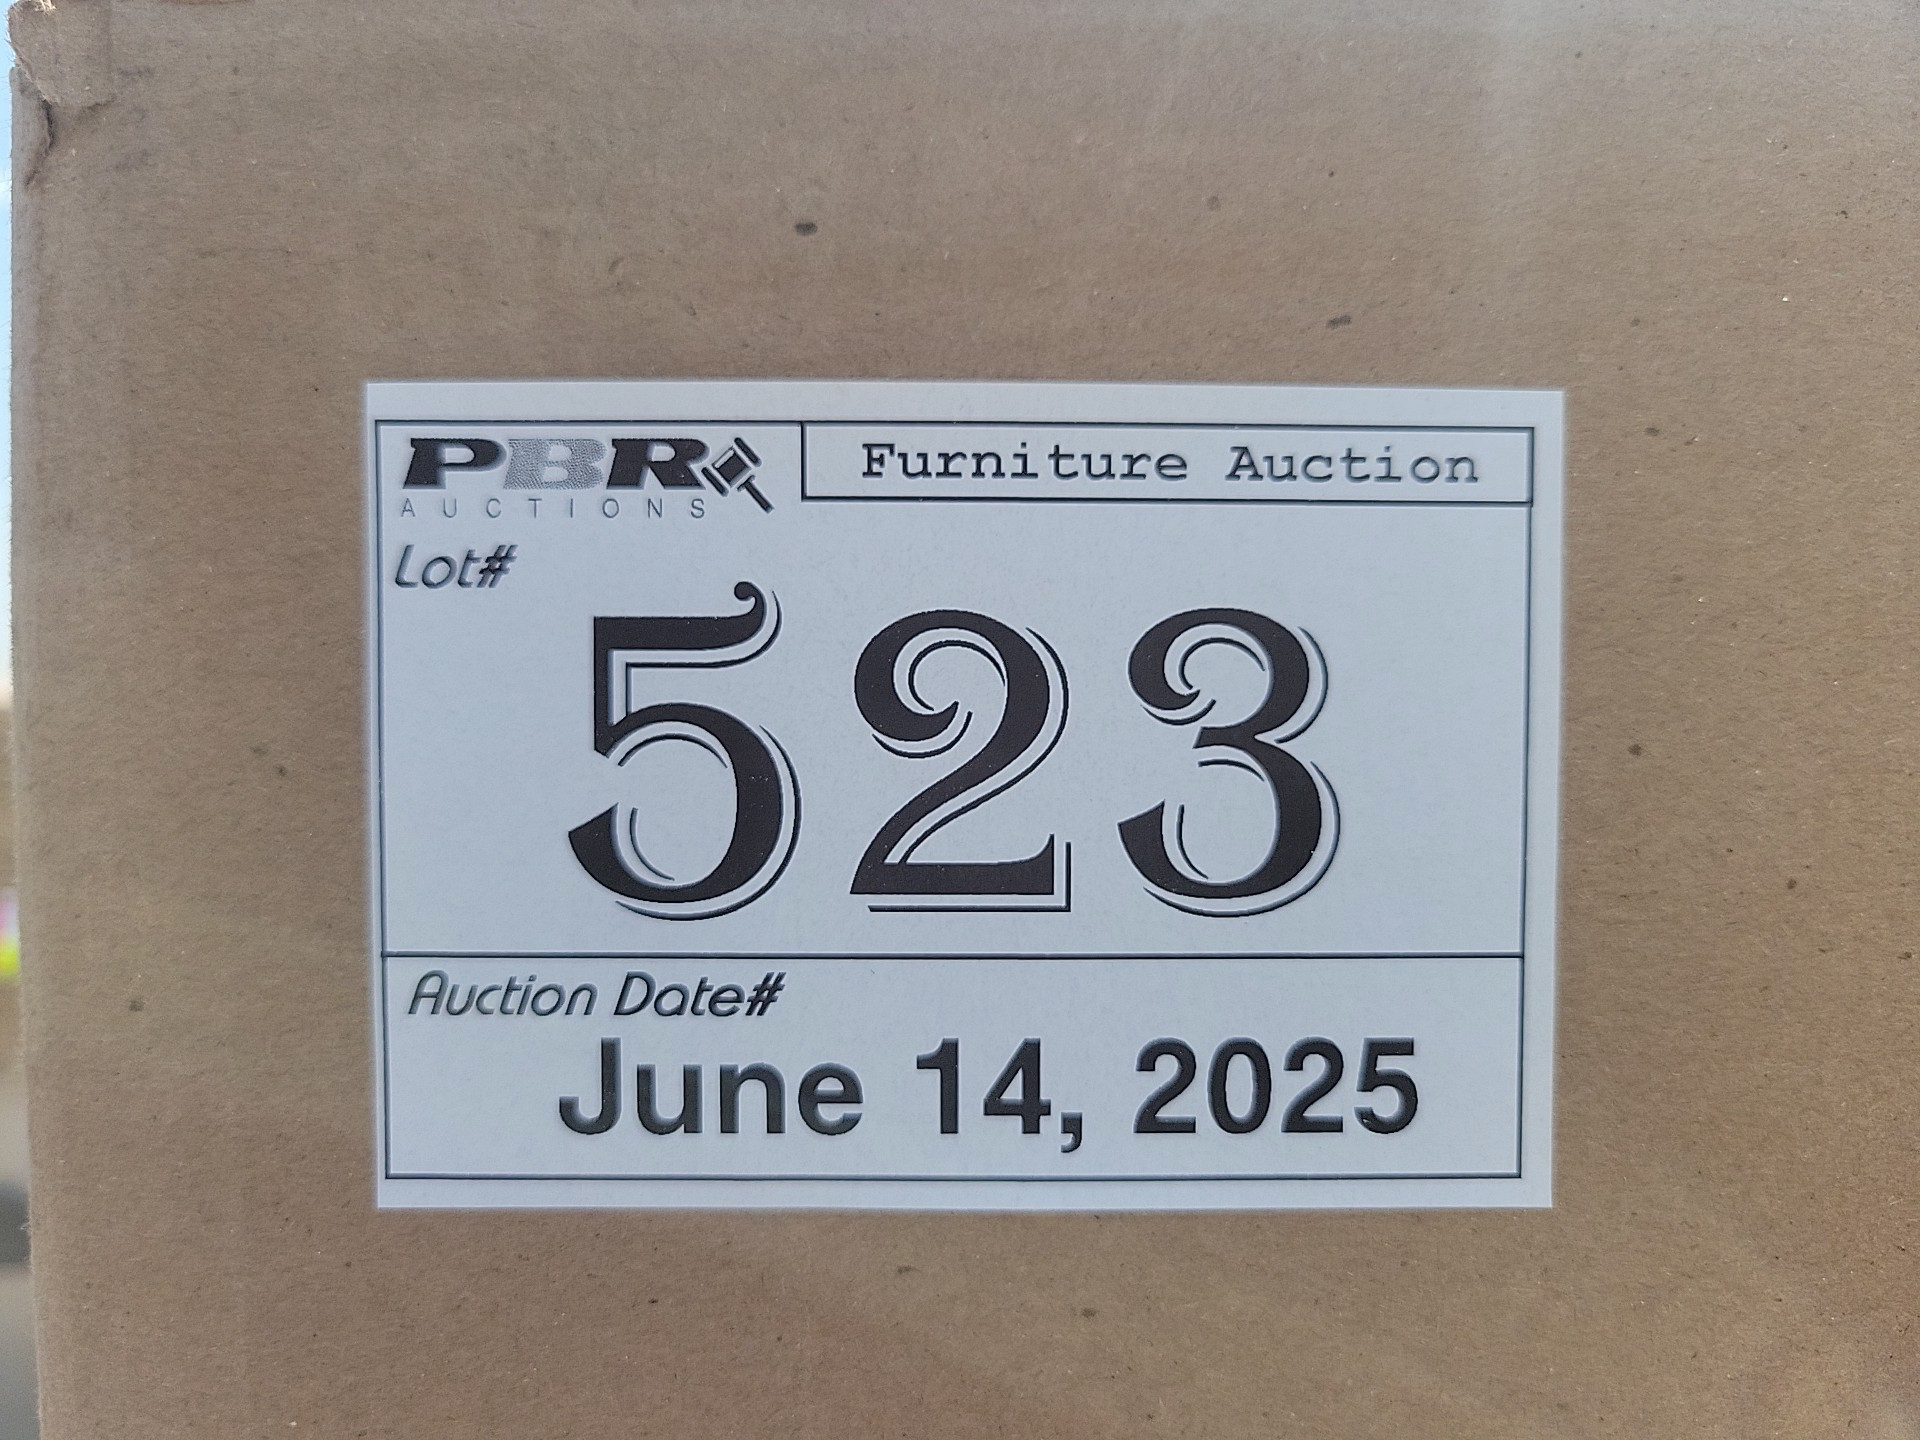 PBR
AUCTIONS
Furniture Auction
Lot#
523
Auction Date#
June 14, 2025